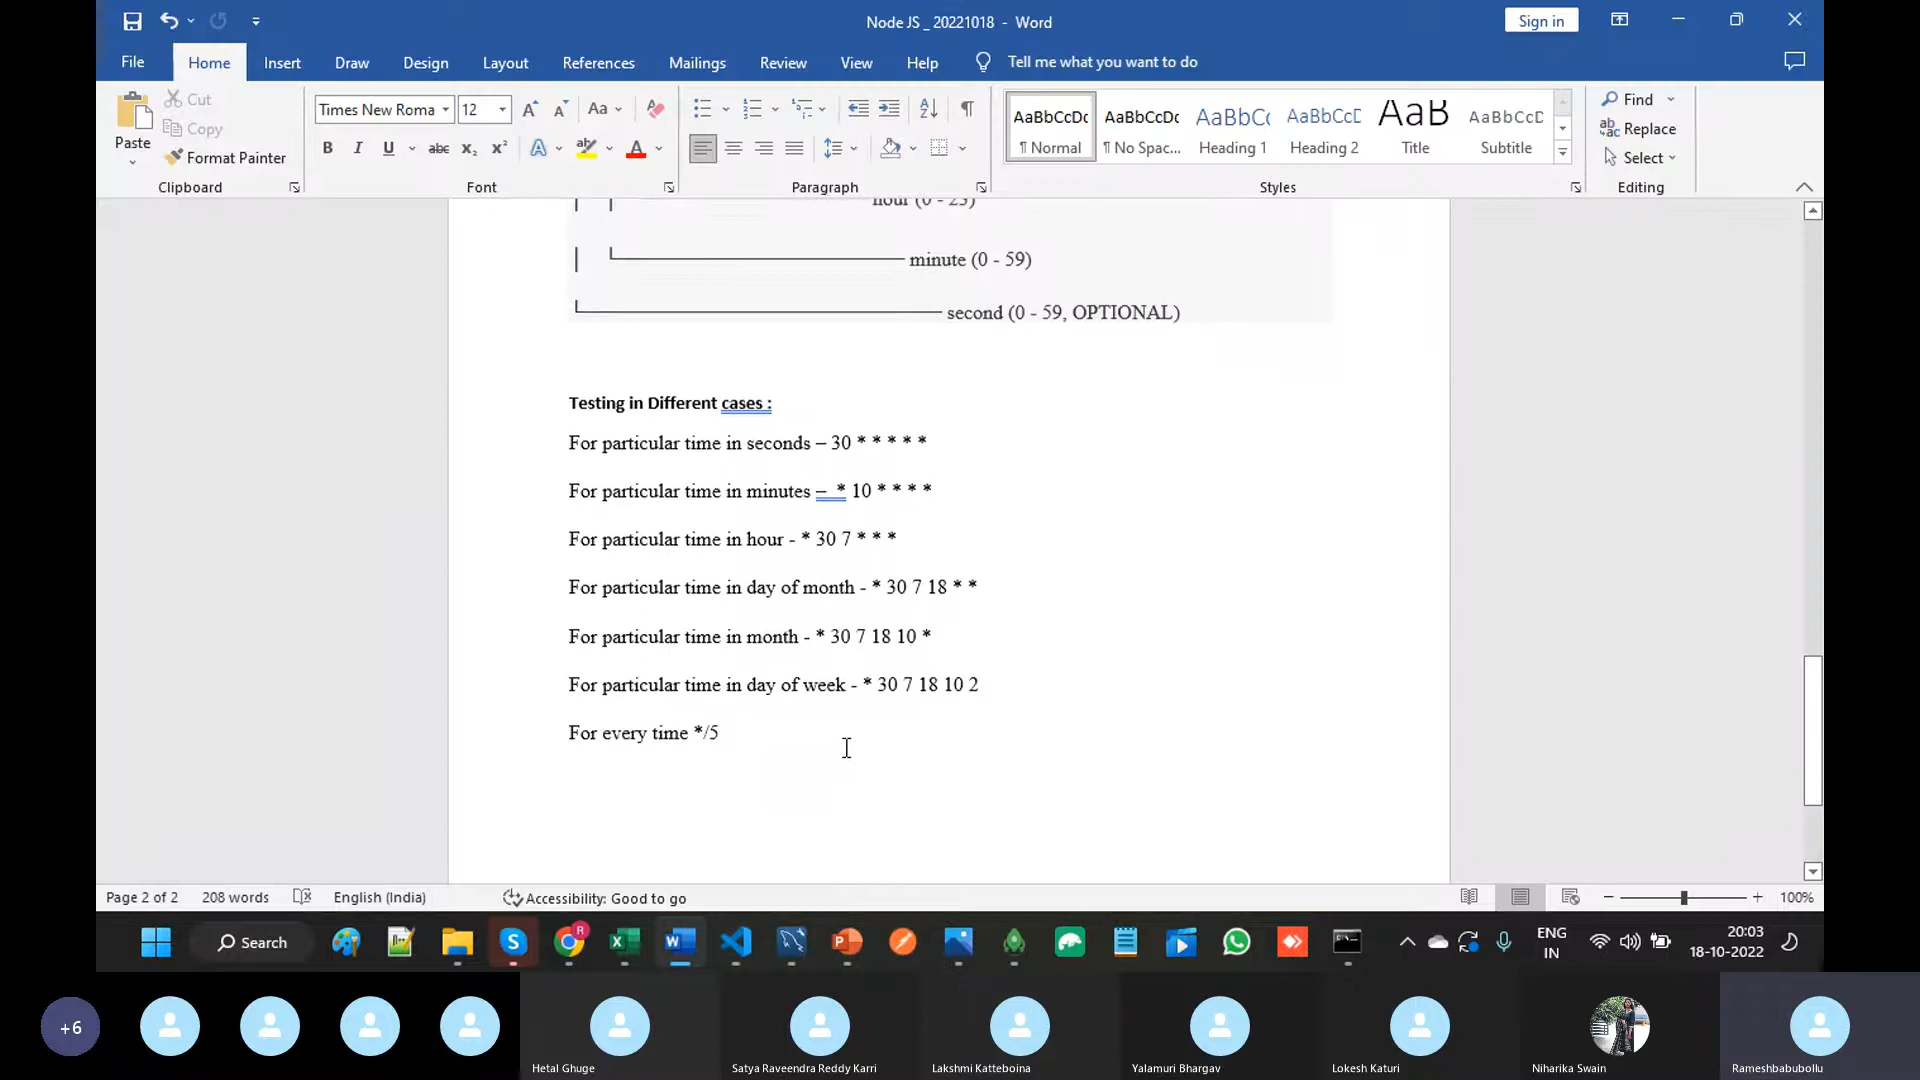 Node JS _ 20221018 - Word
Sign in
File Home Insert Draw Design Layout References Mailings Review View Help Tell me what you want to do
Paste
Cut
Copy
Format Painter
Clipboard
Times New Roma 12
Font
Paragraph
AaBbCcDc AaBbCcDc AaBbCc AaBbCcD AaB AaBbCcD
¶ Normal ¶ No Spac... Heading 1 Heading 2 Title Subtitle
Styles
Find
Replace
Select
Editing
hour (0 - 23)
minute (0 - 59)
second (0 - 59, OPTIONAL)
Testing in Different cases :
For particular time in seconds – 30 * * * * *
For particular time in minutes – * 10 * * * *
For particular time in hour - * 30 7 * * *
For particular time in day of month - * 30 7 18 * *
For particular time in month - * 30 7 18 10 *
For particular time in day of week - * 30 7 18 10 2
For every time */5
Page 2 of 2 208 words English (India) Accessibility: Good to go 100%
Search
ENG
IN
20:03
18-10-2022
+6
Hetal Ghuge
Satya Raveendra Reddy Karri
Lakshmi Katteboina
Yalamuri Bhargav
Lokesh Katuri
Niharika Swain
Rameshbabubollu